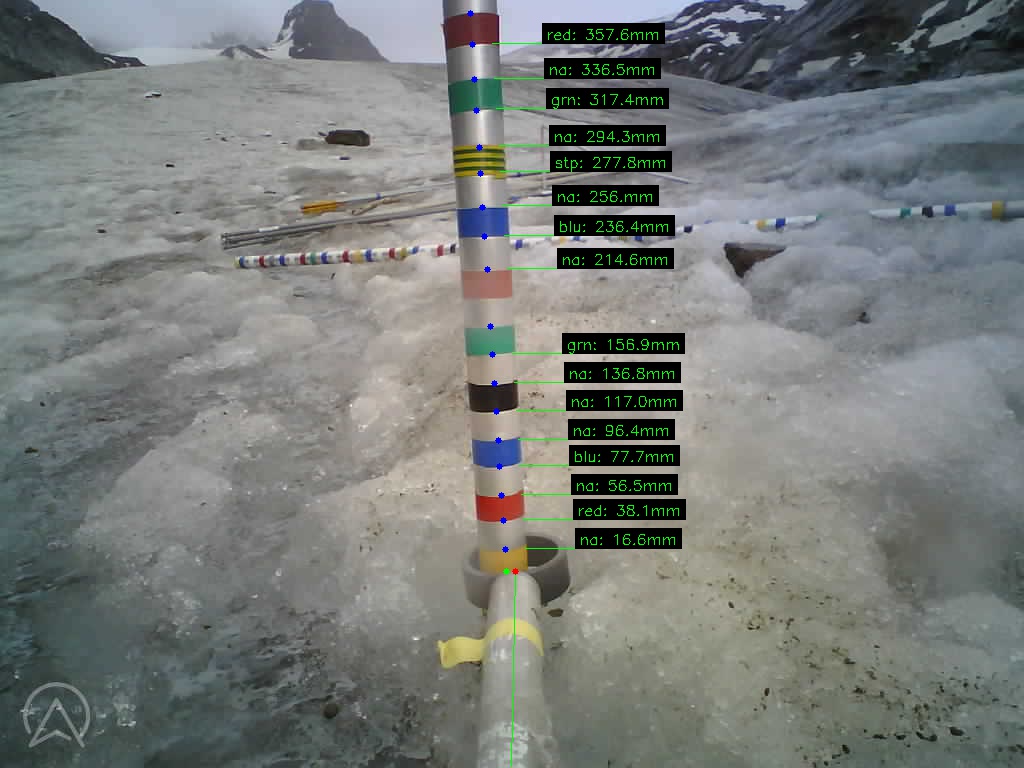 red: 357.6mm
na: 336.5mm
grn: 317.4mm
na: 294.3mm
stp: 277.8mm
na: 256.mm
blu: 236.4mm
na: 214.6mm
grn: 156.9mm
na: 136.8mm
na: 117.0mm
na: 96.4mm
blu: 77.7mm
na: 56.5mm
red: 38.1mm
na: 16.6mm